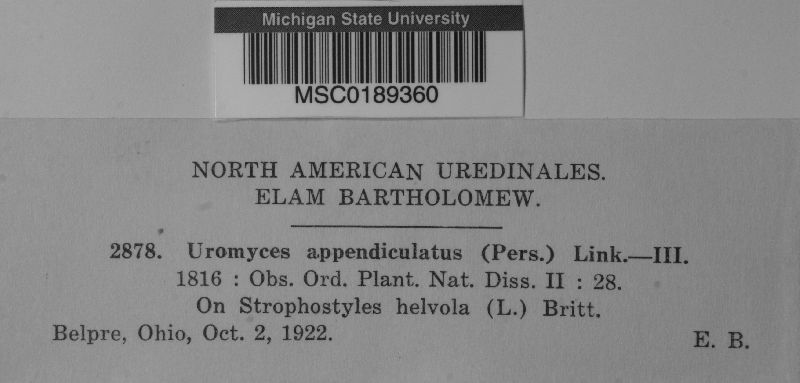 Michigan State University
MSC0189360
NORTH AMERICAN UREDINALES.
ELAM BARTHOLOMEW.
2878. Uromyces appendiculatus (Pers.) Link.—III.
1816 : Obs. Ord. Plant. Nat. Diss. II : 28.
On Strophostyles helvola (L.) Britt.
Belpre, Ohio, Oct. 2, 1922. E. B.